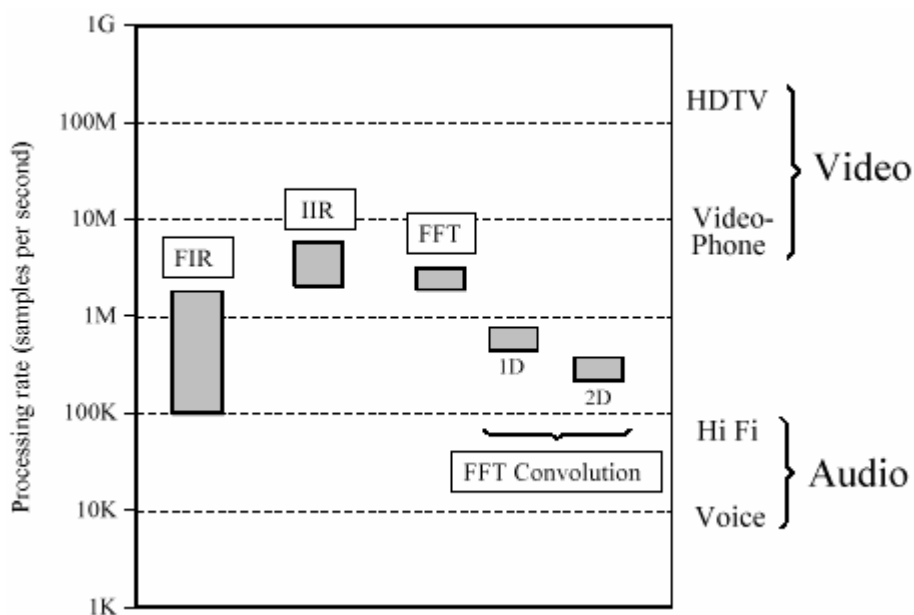 Processing rate (samples per second)
1G
100M
10M
1M
100K
10K
1K
FIR
IIR
FFT
1D
2D
FFT Convolution
HDTV
Video-
Phone
Video
Hi Fi
Voice
Audio